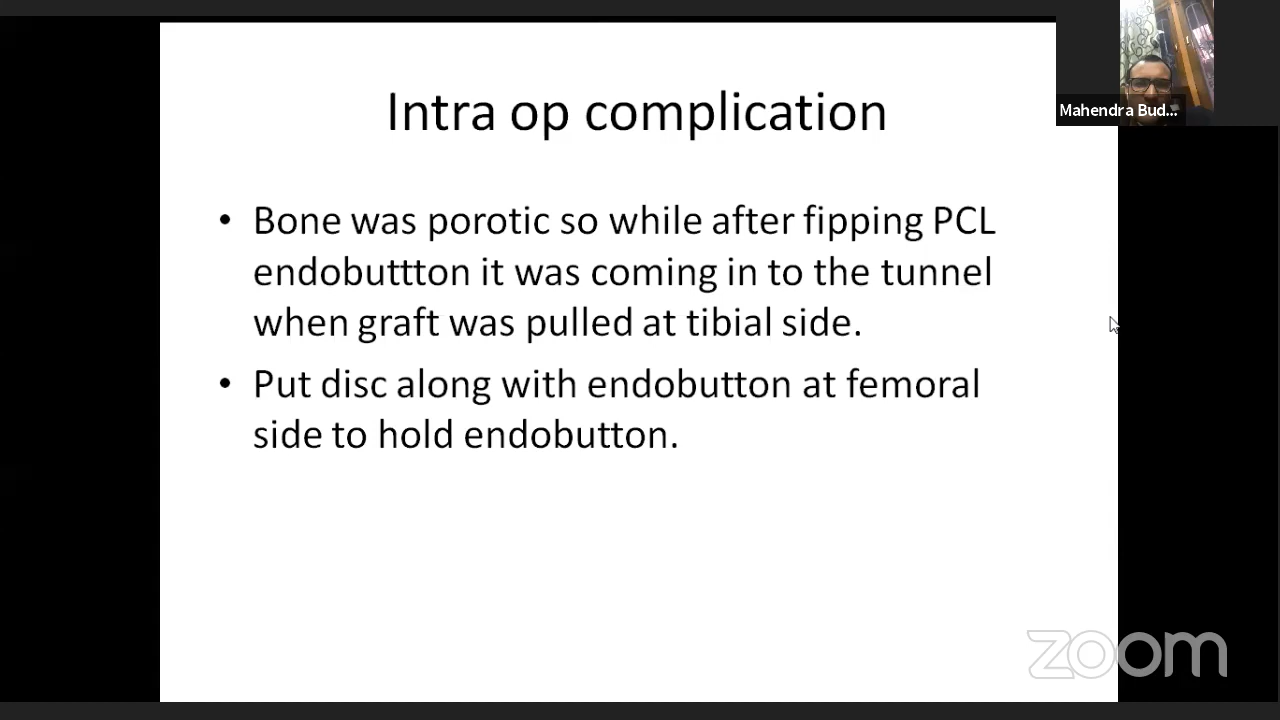 Intra op complication
• Bone was porotic so while after fipping PCL
endobuttton it was coming in to the tunnel
when graft was pulled at tibial side.
• Put disc along with endobutton at femoral
side to hold endobutton.
Mahendra Bud...
zoom